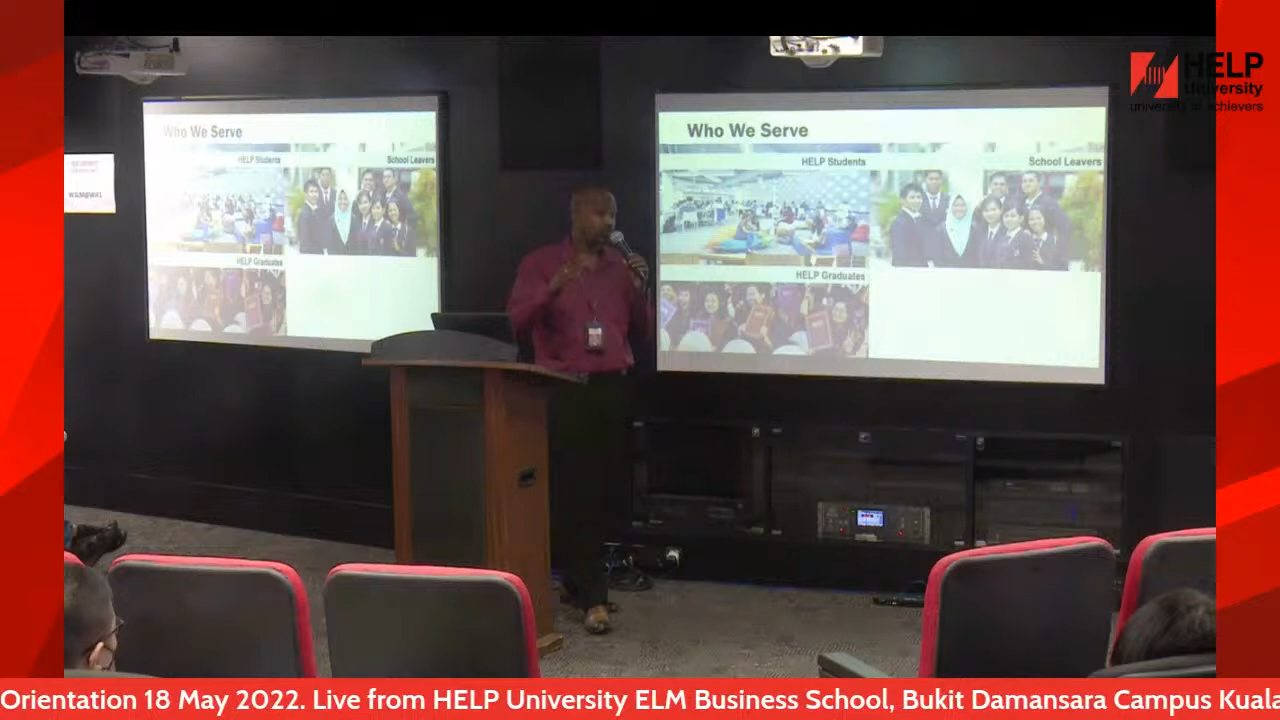 HELP
University
university of achievers
Who We Serve
HELP Students
School Leavers
HELP Graduates
Who We Serve
HELP Students
School Leavers
HELP Graduates
Orientation 18 May 2022. Live from HELP University ELM Business School, Bukit Damansara Campus Kuala